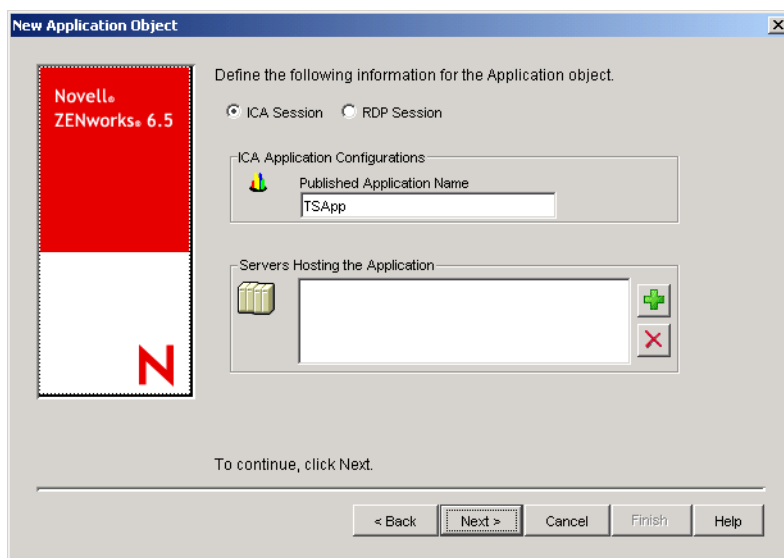 New Application Object
Novell®
ZENworks® 6.5
Define the following information for the Application object.
ICA Session RDP Session
ICA Application Configurations
Published Application Name
TSApp
Servers Hosting the Application
N
To continue, click Next.
< Back Next > Cancel Finish Help